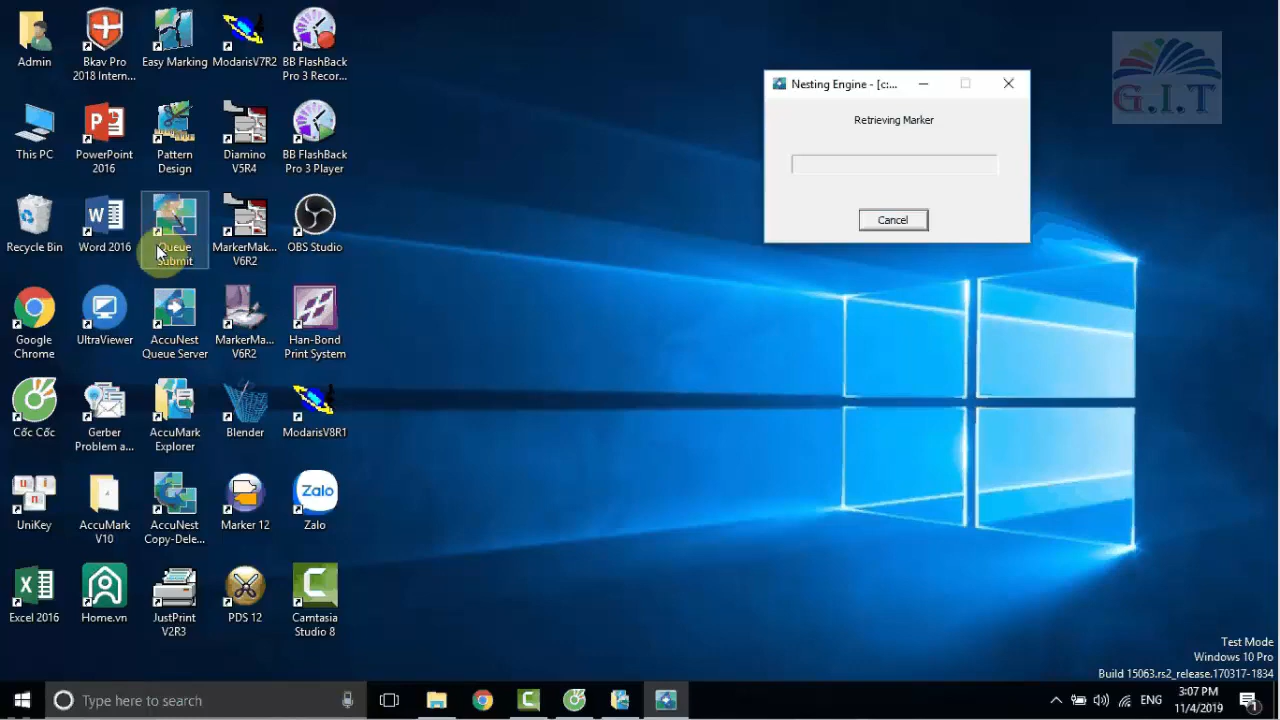 Admin
Bkav Pro
2018 Intern...
Easy Marking
ModarisV7R2
BB FlashBack
Pro 3 Recor...
This PC
PowerPoint
2016
Pattern
Design
Diamino
V5R4
BB FlashBack
Pro 3 Player
Recycle Bin
Word 2016
Queue
Submit
MarkerMak...
V6R2
OBS Studio
Google
Chrome
UltraViewer
AccuNest
Queue Server
MarkerMa...
V6R2
Han-Bond
Print System
Cốc Cốc
Gerber
Problem a...
AccuMark
Explorer
Blender
ModarisV8R1
UniKey
AccuMark
V10
AccuNest
Copy-Dele...
Marker 12
Zalo
Zalo
Excel 2016
Home.vn
JustPrint
V2R3
PDS 12
Camtasia
Studio 8
Nesting Engine - [c:...
Retrieving Marker
Cancel
G.I.T
Test Mode
Windows 10 Pro
Build 15063.rs2_release.170317-1834
Type here to search
ENG
3:07 PM
11/4/2019
1